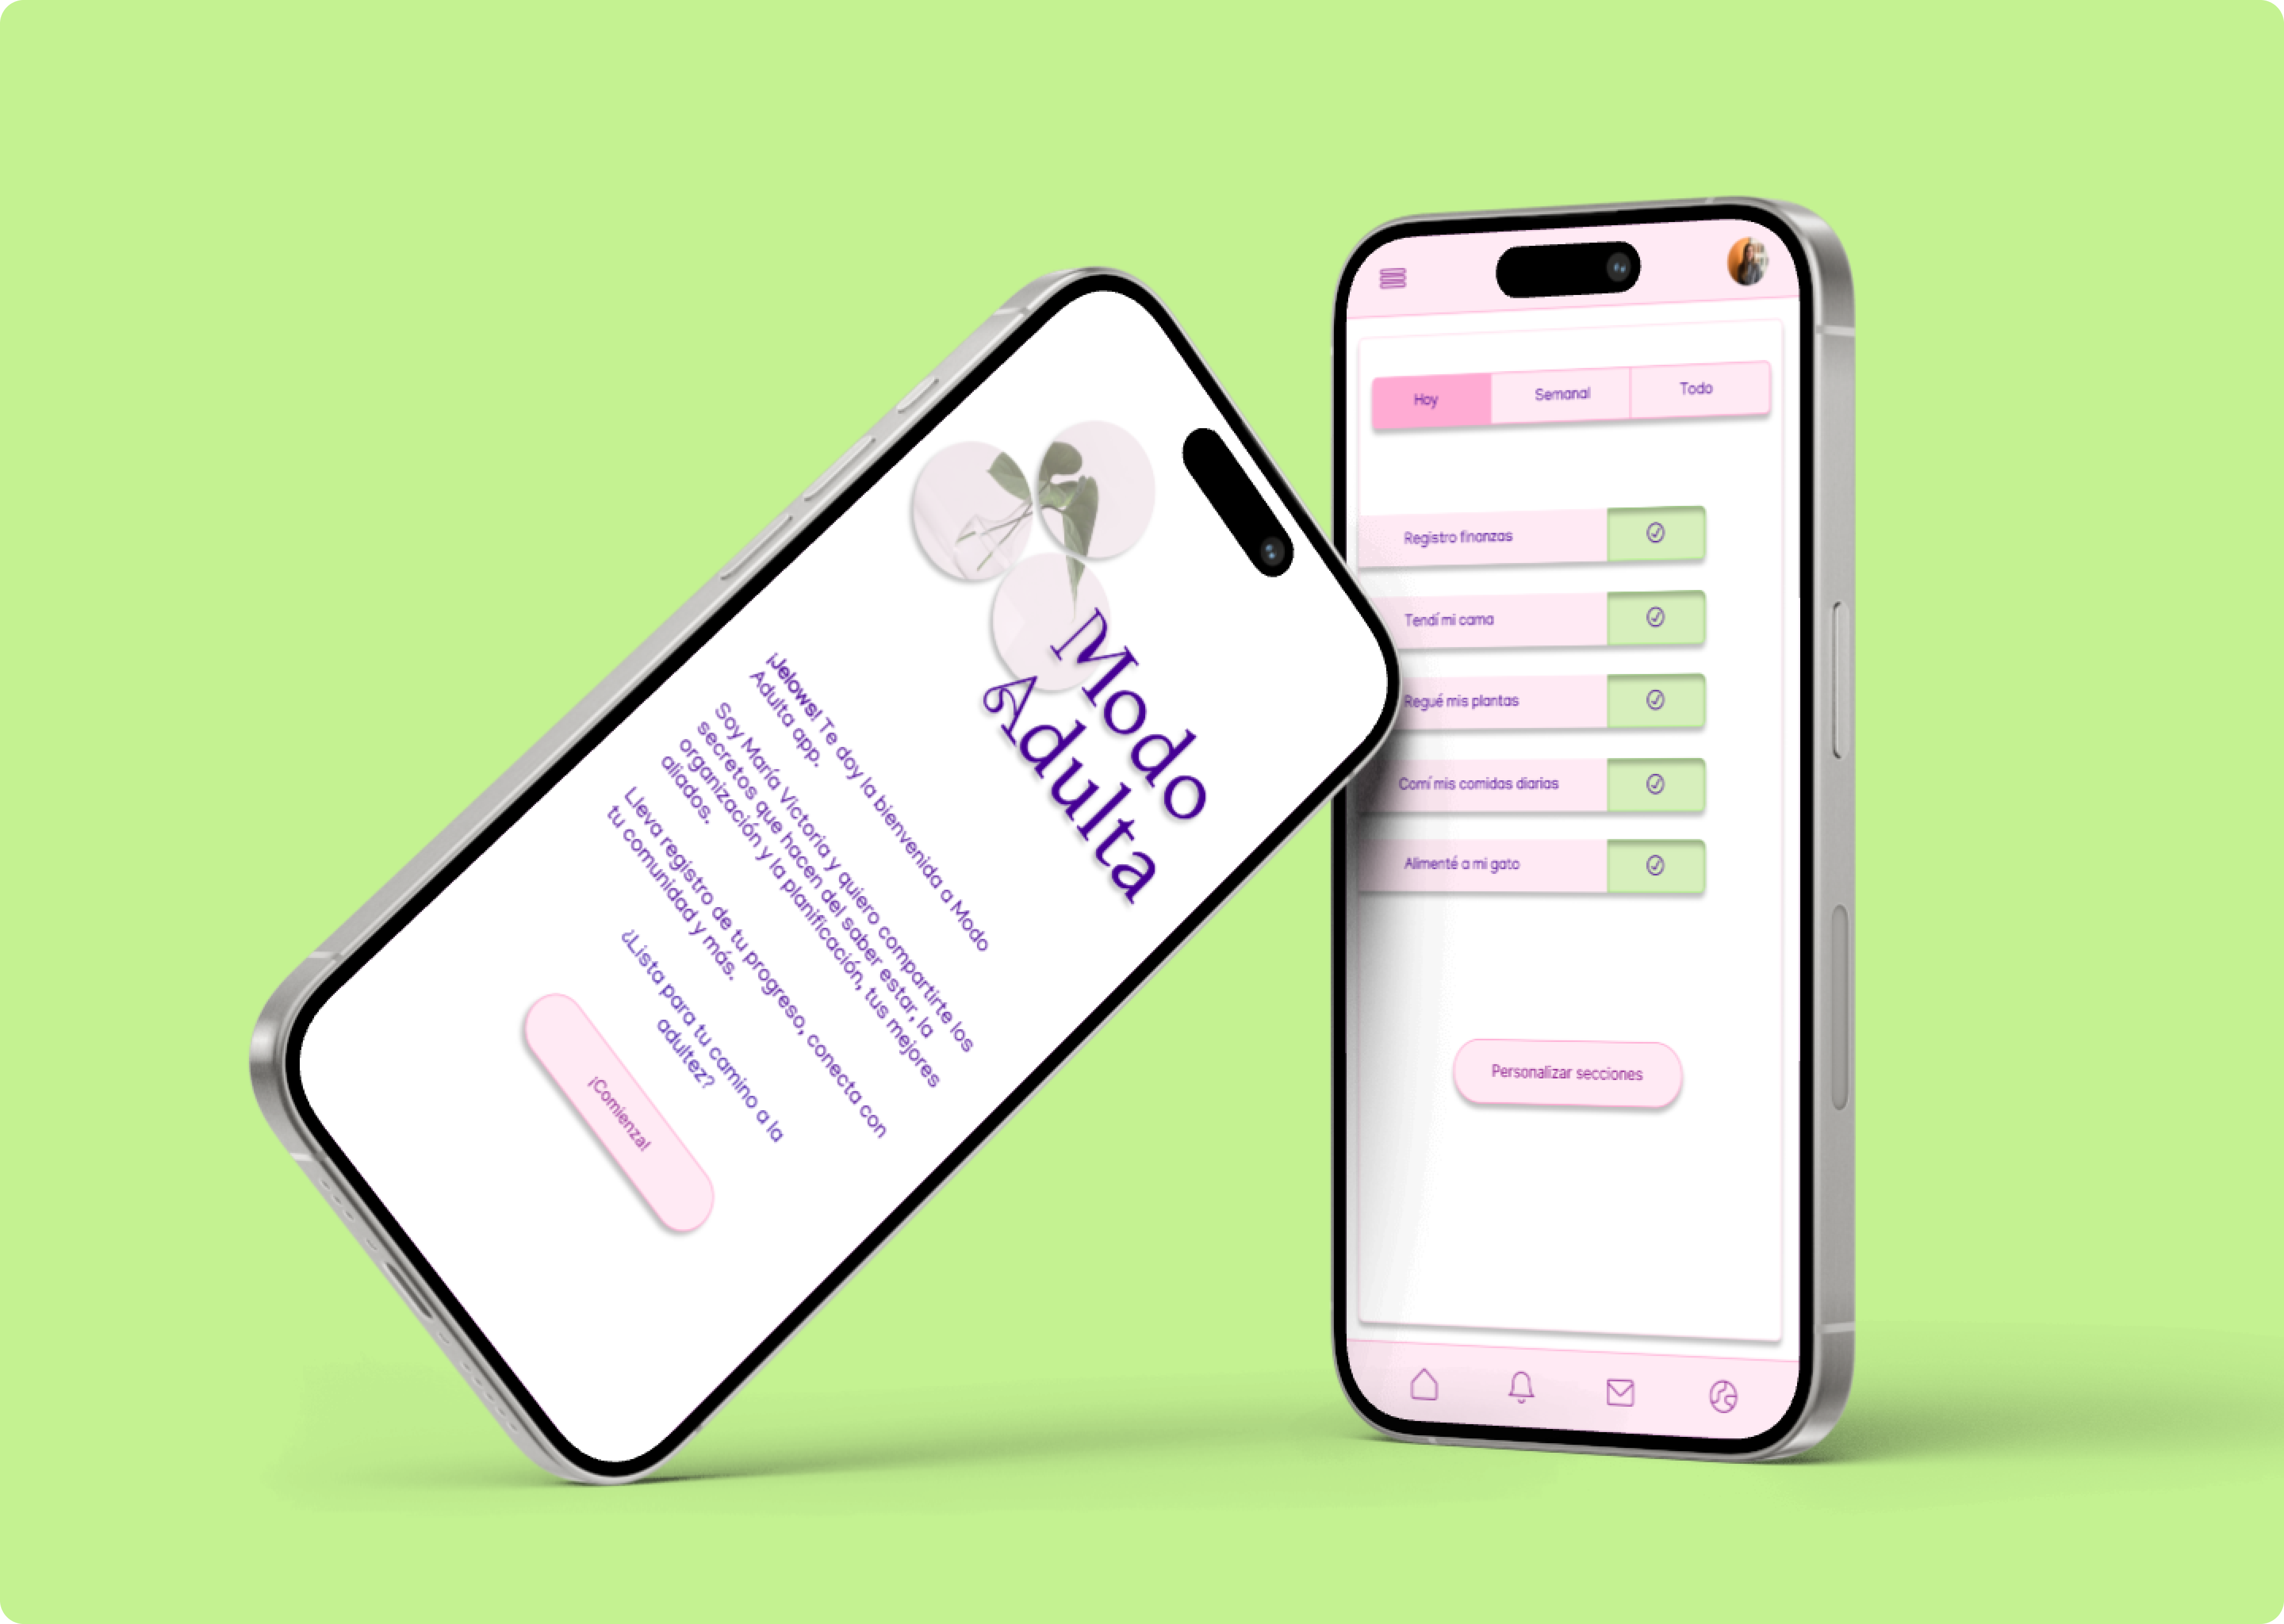 Modo
Adulta
¡Jelows! Te doy la bienvenida a Modo
Adulta app.
Soy María Victoria y quiero compartirte los
secretos que hacen del saber estar, la
organización y la planificación, tus mejores
aliados.
Lleva registro de tu progreso, conecta con
tu comunidad y más.
¿Lista para tu camino a la
adultez?
¡Comienza!
Hoy
Semanal
Todo
Registro finanzas
Tendí mi cama
Regué mis plantas
Comí mis comidas diarias
Alimenté a mi gato
Personalizar secciones